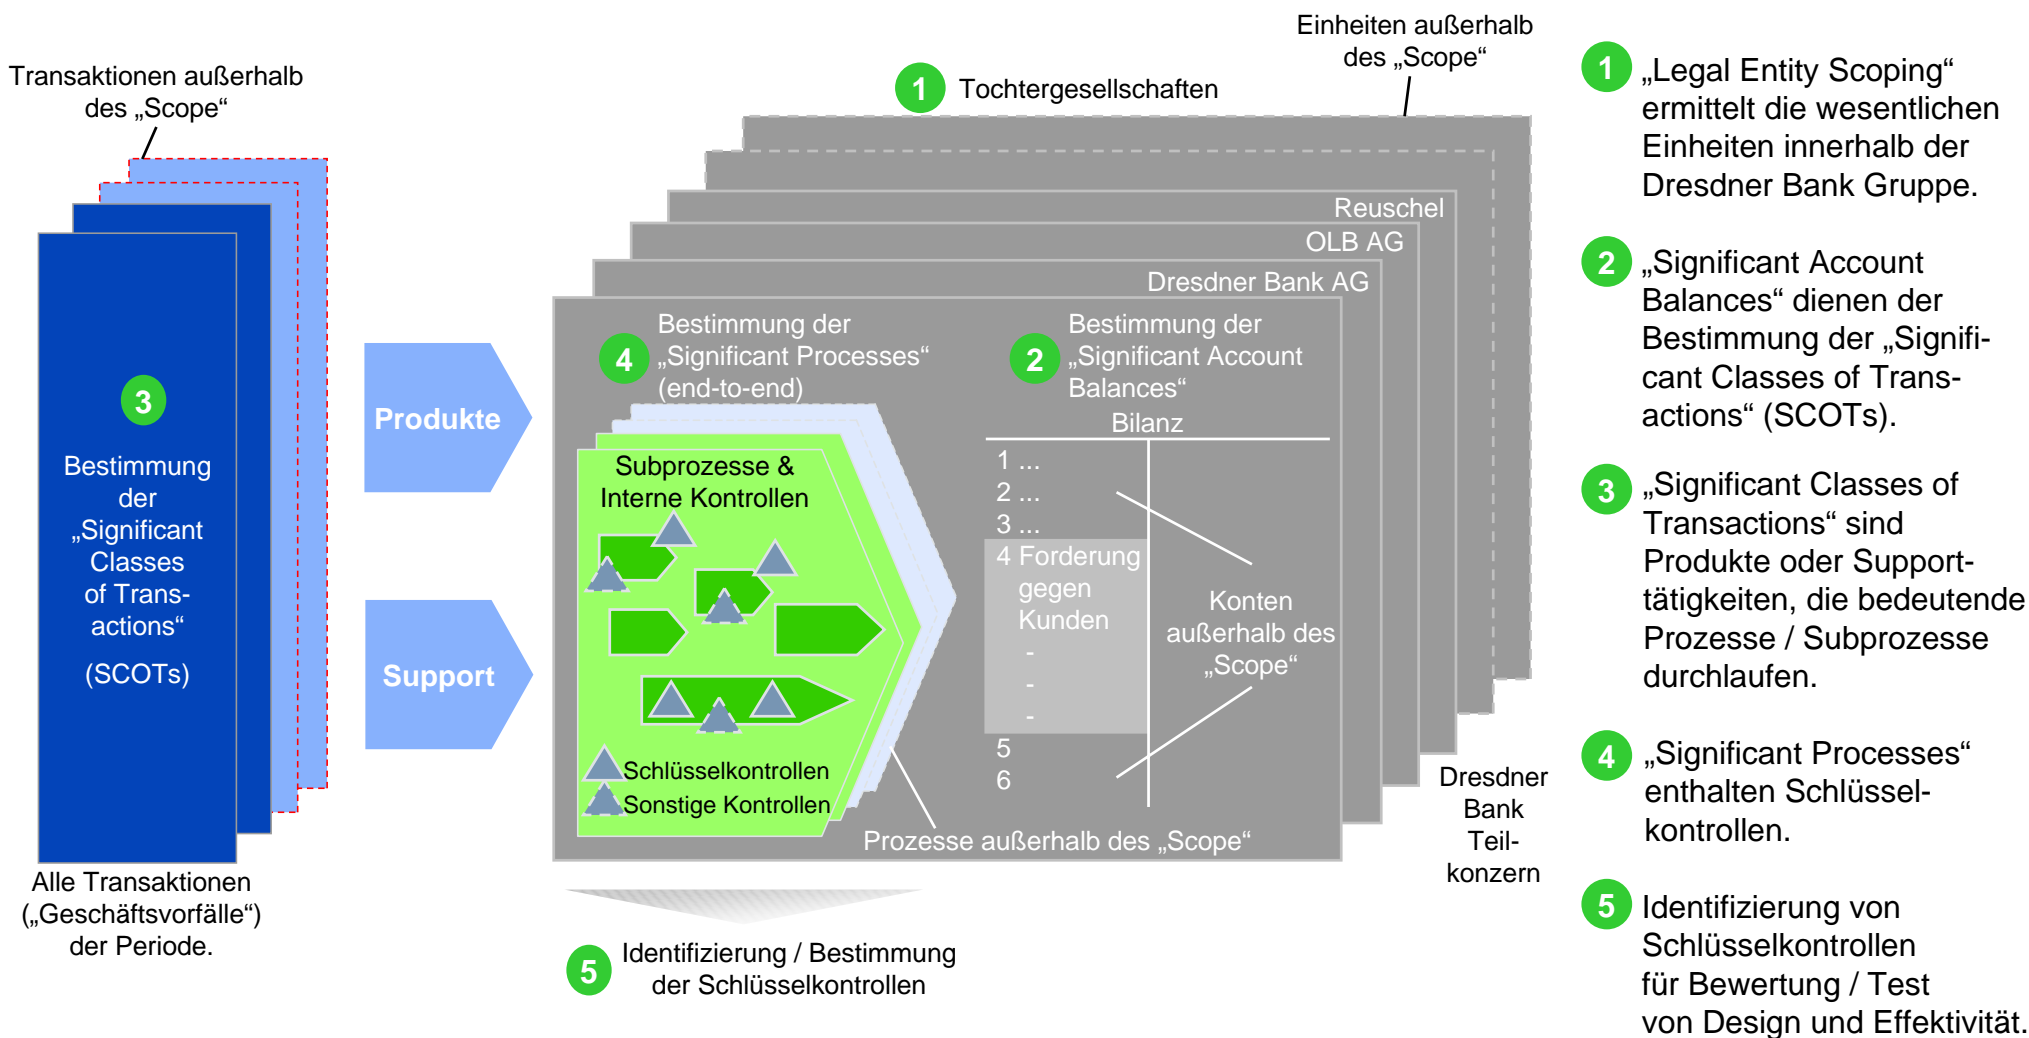 Transaktionen außerhalb
des „Scope“
3
Bestimmung
der
„Significant
Classes
of Trans-
actions“
(SCOTs)
Alle Transaktionen
(„Geschäftsvorfälle“)
der Periode.
Produkte
Support
1 Tochtergesellschaften
Einheiten außerhalb
des „Scope“
Reuschel
OLB AG
Dresdner Bank AG
4
Bestimmung der
„Significant Processes“
(end-to-end)
Subprozesse &
Interne Kontrollen
Schlüsselkontrollen
Sonstige Kontrollen
2
Bestimmung der
„Significant Account
Balances“
Bilanz
1 ...
2 ...
3 ...
4 Forderung
gegen
Kunden
-
-
-
5
6
Konten
außerhalb des
„Scope“
Prozesse außerhalb des „Scope“
Dresdner
Bank
Teil-
konzern
5
Identifizierung / Bestimmung
der Schlüsselkontrollen
1 „Legal Entity Scoping“
ermittelt die wesentlichen
Einheiten innerhalb der
Dresdner Bank Gruppe.
2 „Significant Account
Balances“ dienen der
Bestimmung der „Signifi-
cant Classes of Trans-
actions“ (SCOTs).
3 „Significant Classes of
Transactions“ sind
Produkte oder Support-
tätigkeiten, die bedeutende
Prozesse / Subprozesse
durchlaufen.
4 „Significant Processes“
enthalten Schlüssel-
kontrollen.
5 Identifizierung von
Schlüsselkontrollen
für Bewertung / Test
von Design und Effektivität.